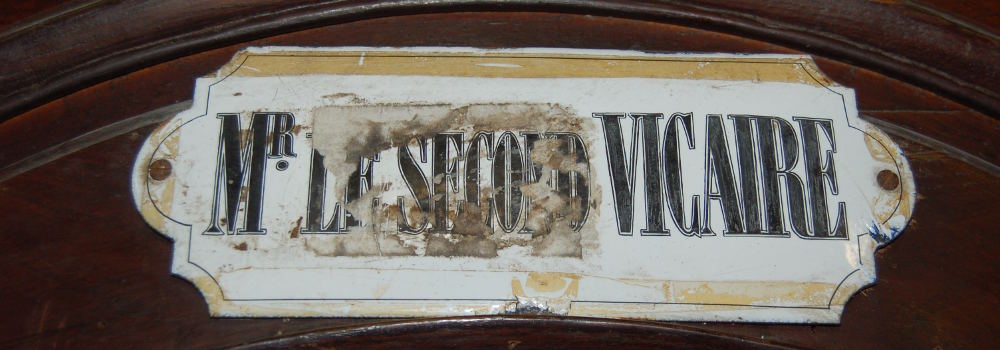 MR. LE SECOND VICAIRE